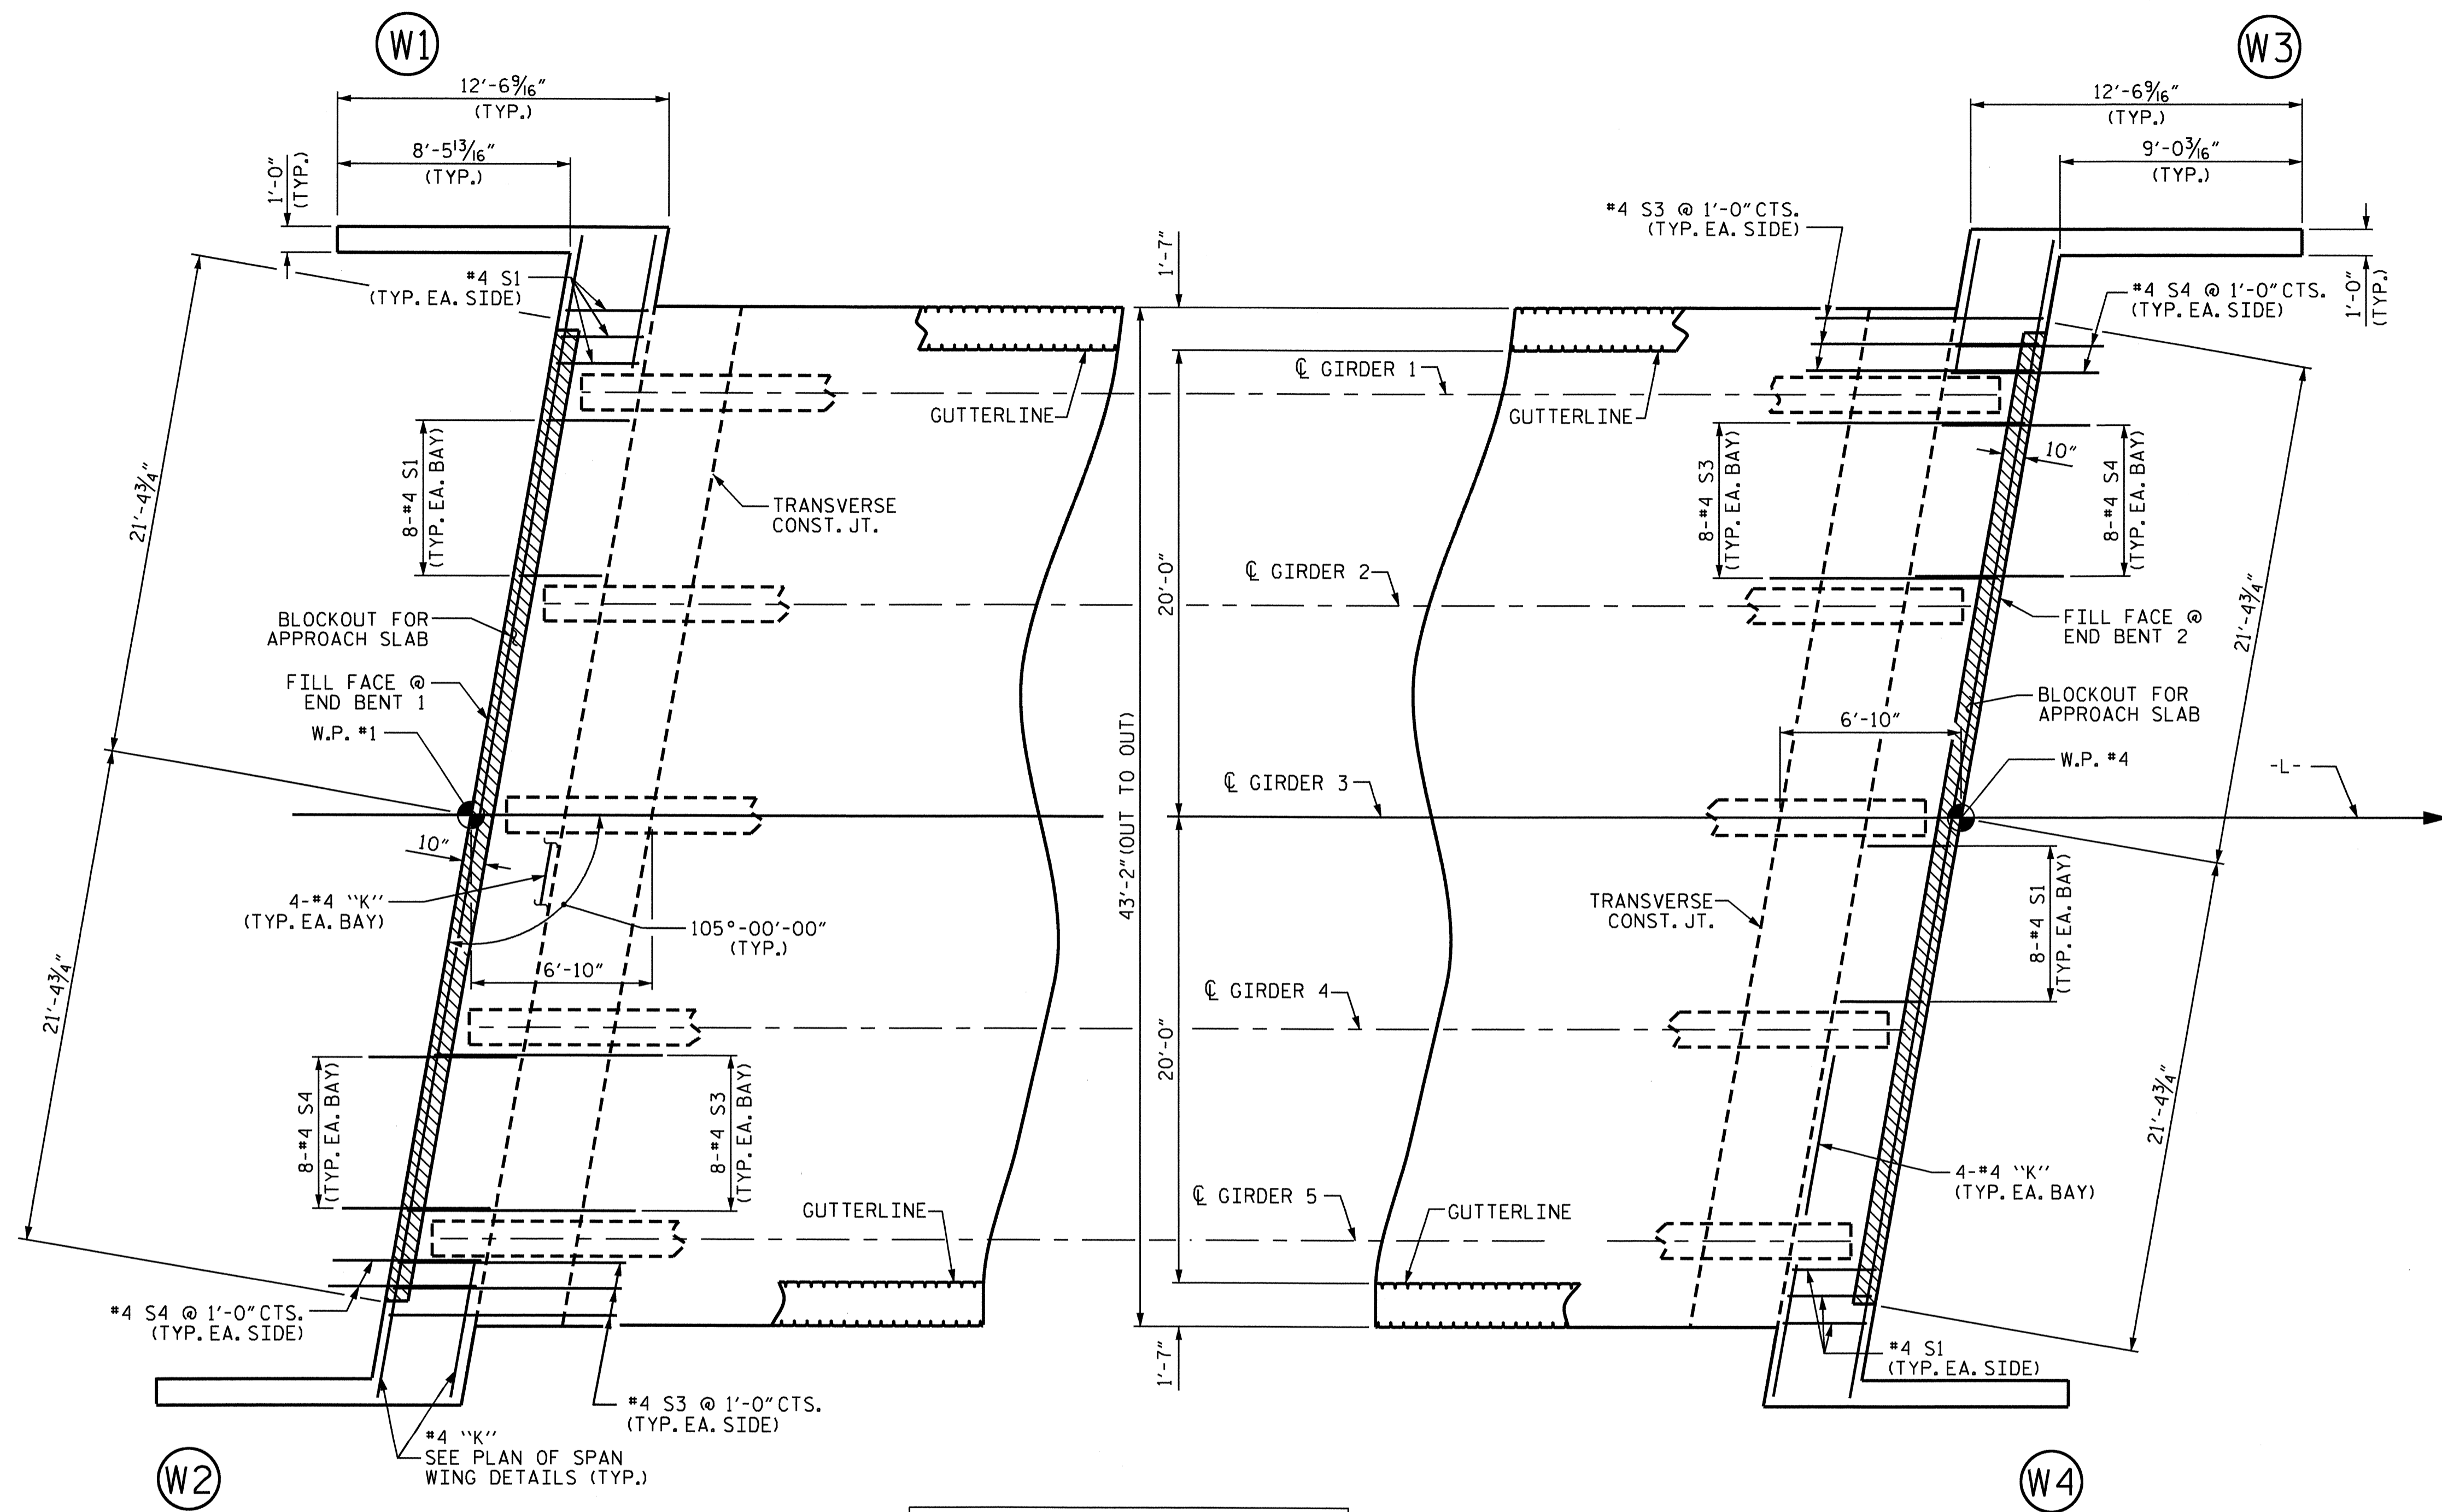 W1
W3
12'-6 9/16"
(TYP.)
8'-5 13/16"
(TYP.)
1'-0"
(TYP.)
12'-6 9/16"
(TYP.)
9'-0 3/16"
(TYP.)
1'-0"
(TYP.)
#4 S1
(TYP. EA. SIDE)
1'-7"
#4 S3 @ 1'-0" CTS.
(TYP. EA. SIDE)
#4 S4 @ 1'-0" CTS.
(TYP. EA. SIDE)
℄ GIRDER 1
GUTTERLINE
GUTTERLINE
8-#4 S1
(TYP. EA. BAY)
8-#4 S3
(TYP. EA. BAY)
10"
8-#4 S4
(TYP. EA. BAY)
21'-4 3/4"
TRANSVERSE
CONST. JT.
20'-0"
℄ GIRDER 2
BLOCKOUT FOR
APPROACH SLAB
FILL FACE @
END BENT 2
21'-4 3/4"
FILL FACE @
END BENT 1
W.P. #1
BLOCKOUT FOR
APPROACH SLAB
6'-10"
43'-2" (OUT TO OUT)
℄ GIRDER 3
W.P. #4
-L-
10"
4-#4 "K"
(TYP. EA. BAY)
105°-00'-00"
(TYP.)
6'-10"
TRANSVERSE
CONST. JT.
8-#4 S1
(TYP. EA. BAY)
21'-4 3/4"
℄ GIRDER 4
20'-0"
8-#4 S4
(TYP. EA. BAY)
8-#4 S3
(TYP. EA. BAY)
21'-4 3/4"
4-#4 "K"
(TYP. EA. BAY)
℄ GIRDER 5
GUTTERLINE
GUTTERLINE
#4 S4 @ 1'-0" CTS.
(TYP. EA. SIDE)
1'-7"
#4 S1
(TYP. EA. SIDE)
#4 S3 @ 1'-0" CTS.
(TYP. EA. SIDE)
#4 "K"
SEE PLAN OF SPAN
WING DETAILS (TYP.)
W2
W4